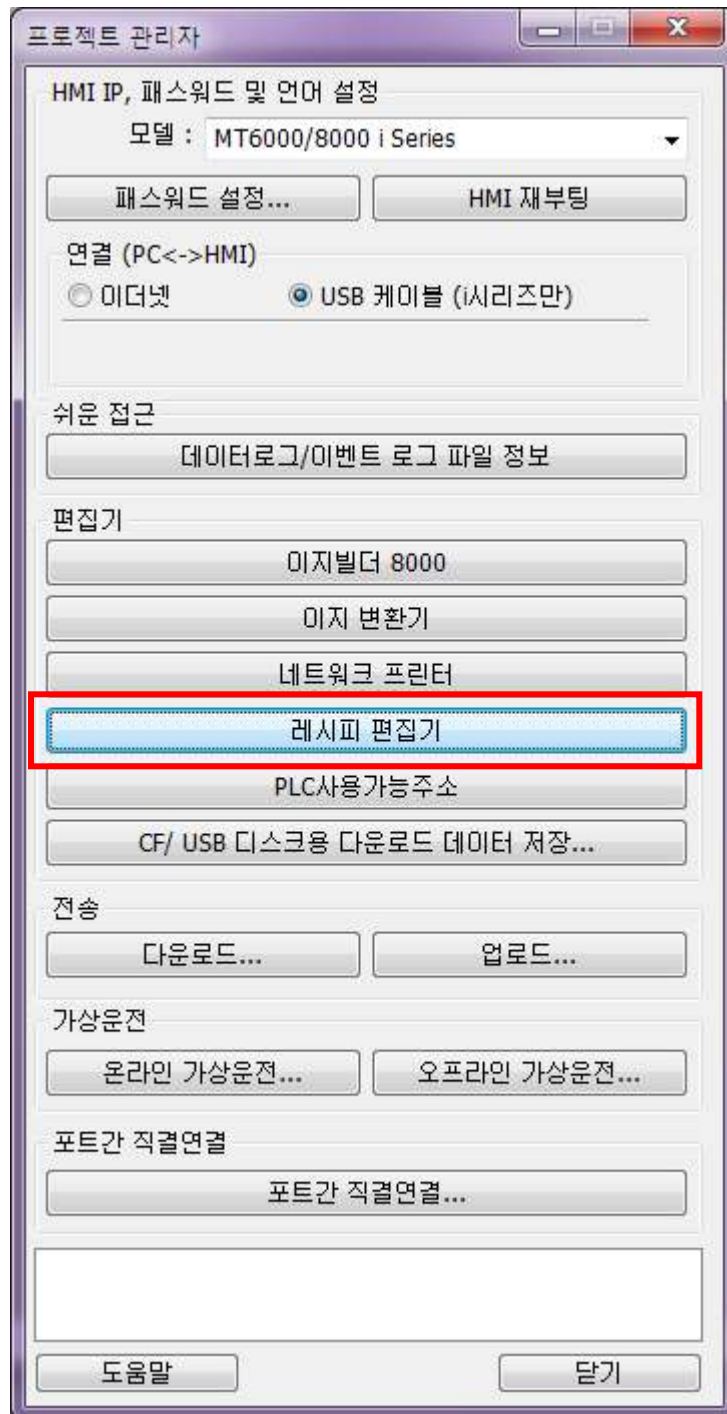 프로젝트 관리자
HMI IP, 패스워드 및 언어 설정
모델 : MT6000/8000 i Series
패스워드 설정... HMI 재부팅
연결 (PC<->HMI)
이더넷 USB 케이블 (i시리즈만)
쉬운 접근
데이터로그/이벤트 로그 파일 정보
편집기
이지빌더 8000
이지 변환기
네트워크 프린터
레시피 편집기
PLC사용가능주소
CF/ USB 디스크용 다운로드 데이터 저장...
전송
다운로드... 업로드...
가상운전
온라인 가상운전... 오프라인 가상운전...
포트간 직결연결
포트간 직결연결...
도움말 닫기